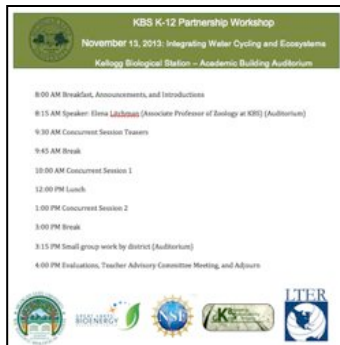 KBS K-12 Partnership Workshop
November 13, 2013: Integrating Water Cycling and Ecosystems
Kellogg Biological Station – Academic Building Auditorium
8:00 AM Breakfast, Announcements, and Introductions
8:15 AM Speaker: Elena Litchman (Associate Professor of Zoology at KBS) (Auditorium)
9:30 AM Concurrent Session Teasers
9:45 AM Break
10:00 AM Concurrent Session 1
12:00 PM Lunch
1:00 PM Concurrent Session 2
3:00 PM Break
3:15 PM Small group work by district (Auditorium)
4:00 PM Evaluations, Teacher Advisory Committee Meeting, and Adjourn
GREAT LAKES
BIOENERGY
NSF
LTER